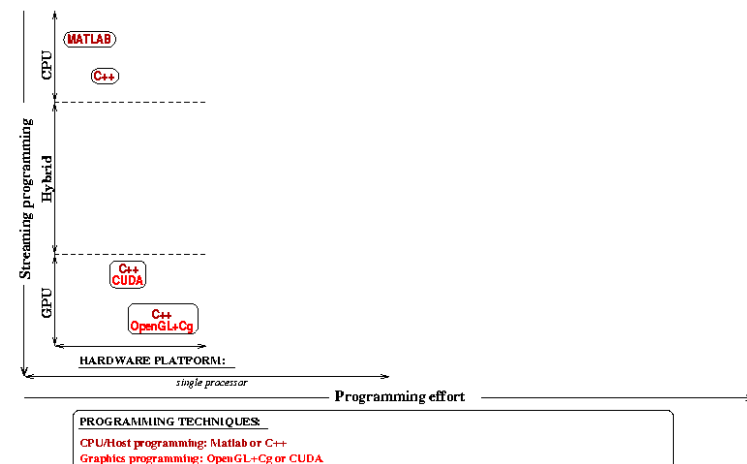 MATLAB
C++
CPU
Hybrid
Streaming programming
C++
CUDA
C++
OpenGL+Cg
GPU
HARDWARE PLATFORM:
single processor
Programming effort
PROGRAMMING TECHNIQUES:
CPU/Host programming: Matlab or C++
Graphics programming: OpenGL+Cg or CUDA